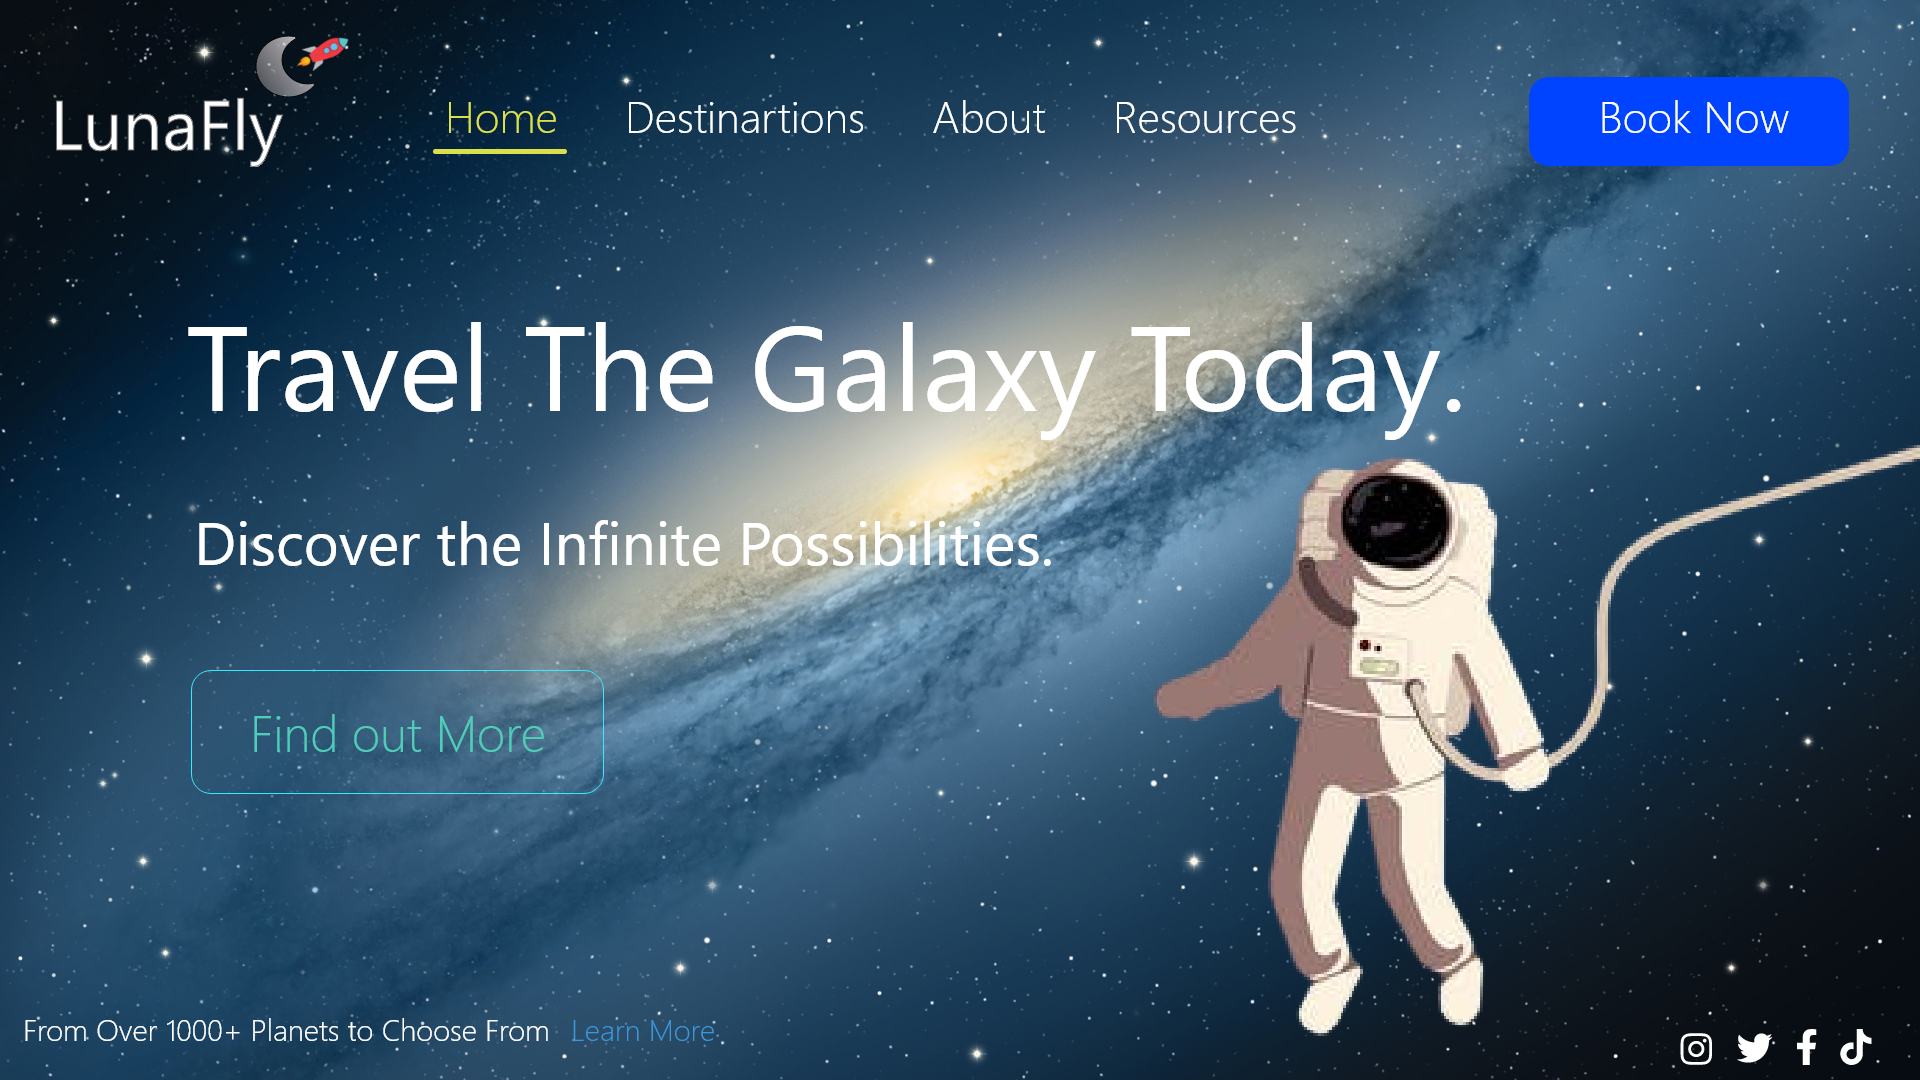 LunaFly
Home
Destinartions
About
Resources
Book Now
Travel The Galaxy Today.
Discover the Infinite Possibilities.
Find out More
From Over 1000+ Planets to Choose From Learn More